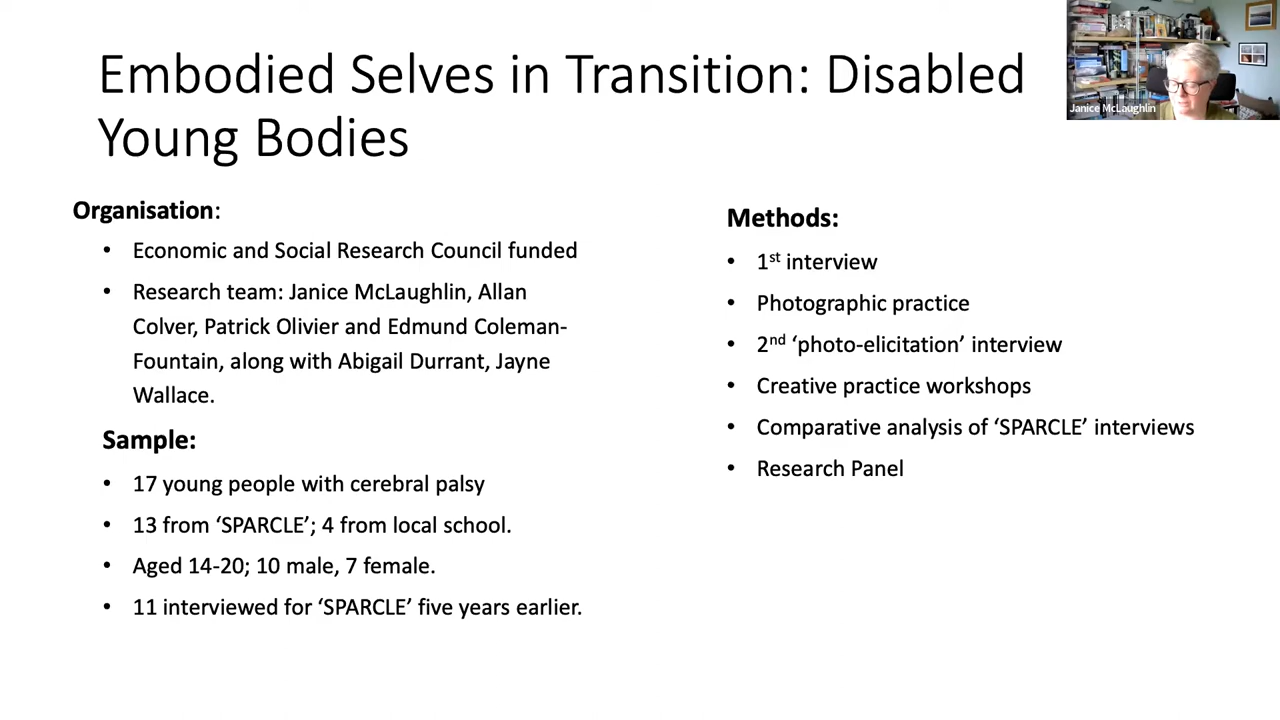 Embodied Selves in Transition: Disabled
Young Bodies
Janice McLaughlin
Organisation:
• Economic and Social Research Council funded
• Research team: Janice McLaughlin, Allan
Colver, Patrick Olivier and Edmund Coleman-
Fountain, along with Abigail Durrant, Jayne
Wallace.
Sample:
• 17 young people with cerebral palsy
• 13 from ‘SPARCLE’; 4 from local school.
• Aged 14-20; 10 male, 7 female.
• 11 interviewed for ‘SPARCLE’ five years earlier.
Methods:
• 1st interview
• Photographic practice
• 2nd ‘photo-elicitation’ interview
• Creative practice workshops
• Comparative analysis of ‘SPARCLE’ interviews
• Research Panel